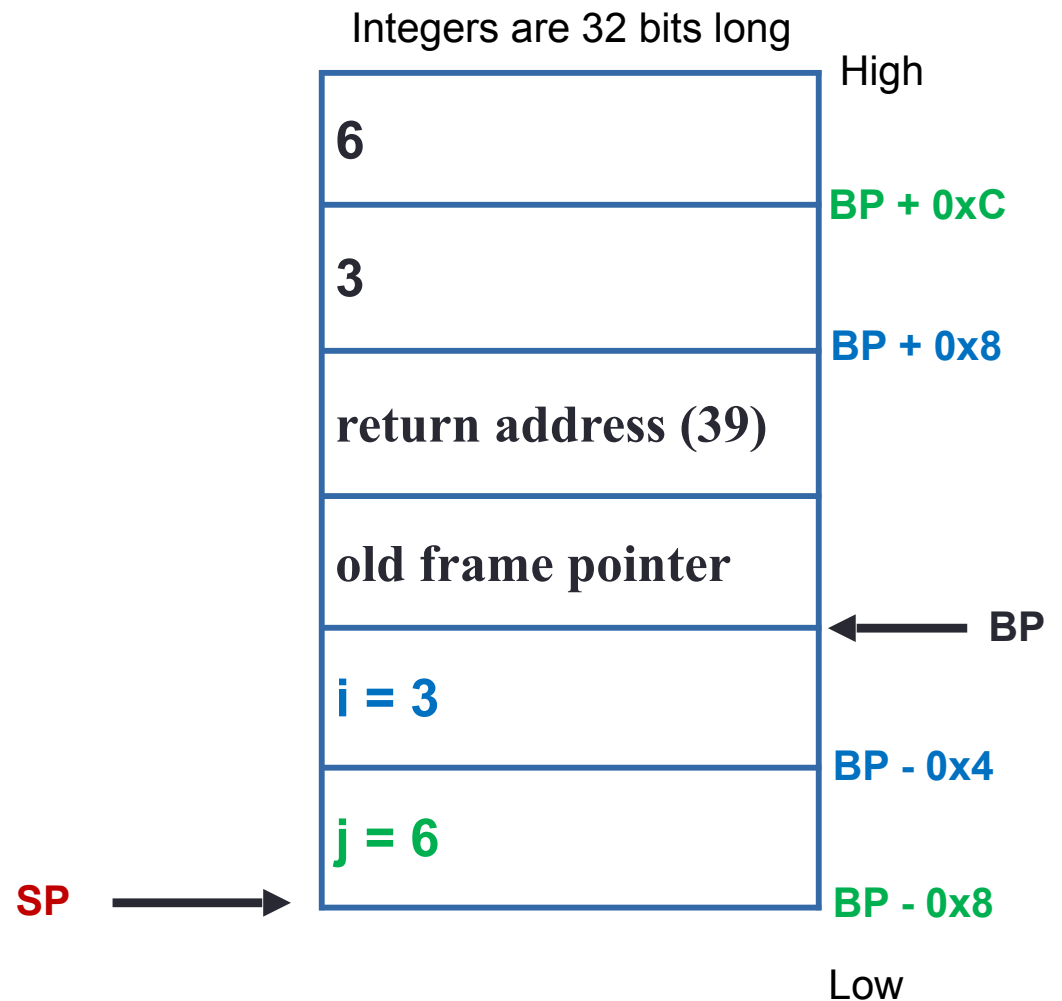 Integers are 32 bits long
High
6
BP + 0xC
3
BP + 0x8
return address (39)
old frame pointer
BP
i = 3
BP - 0x4
j = 6
SP
BP - 0x8
Low